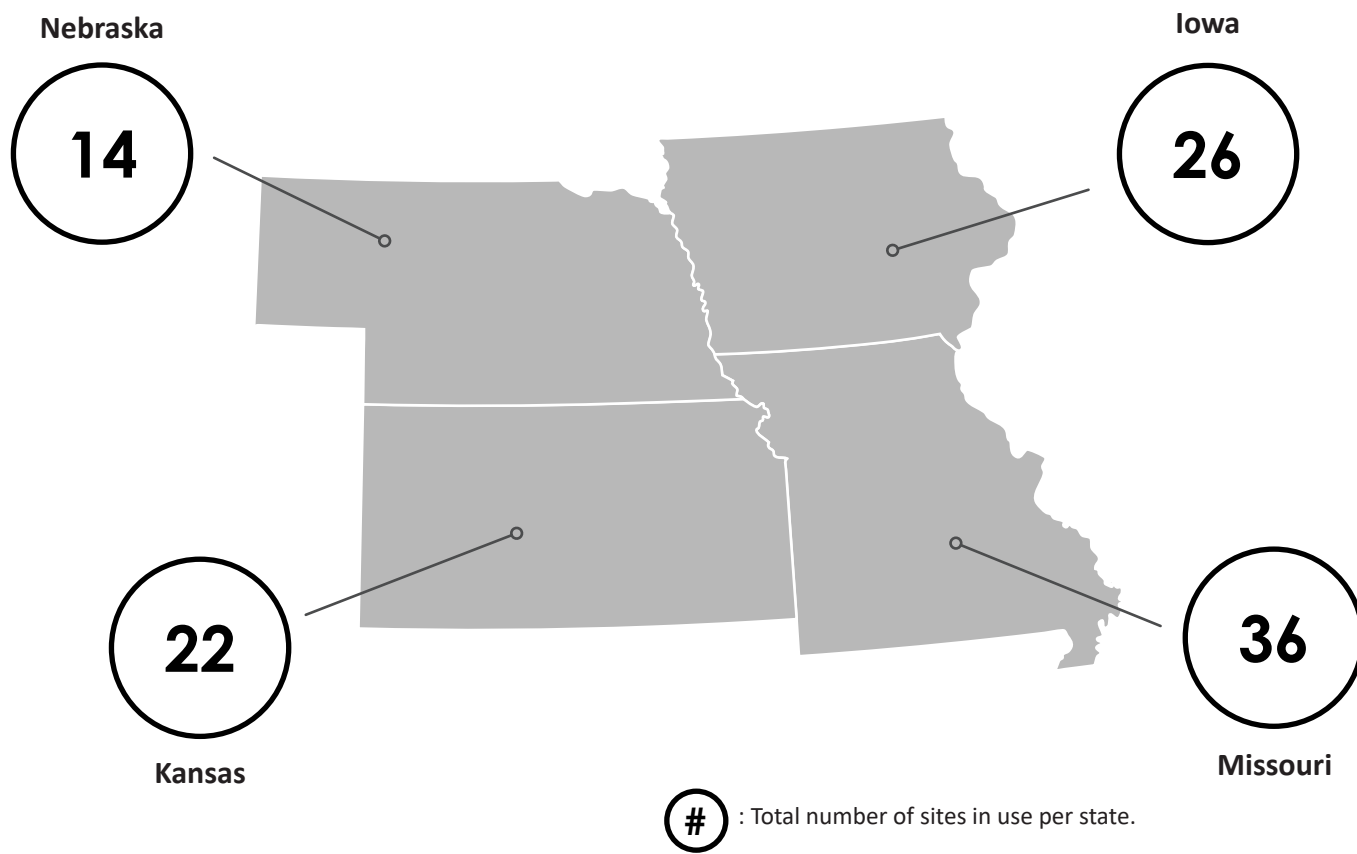 Nebraska
14
Iowa
26
22
Kansas
36
Missouri
# : Total number of sites in use per state.